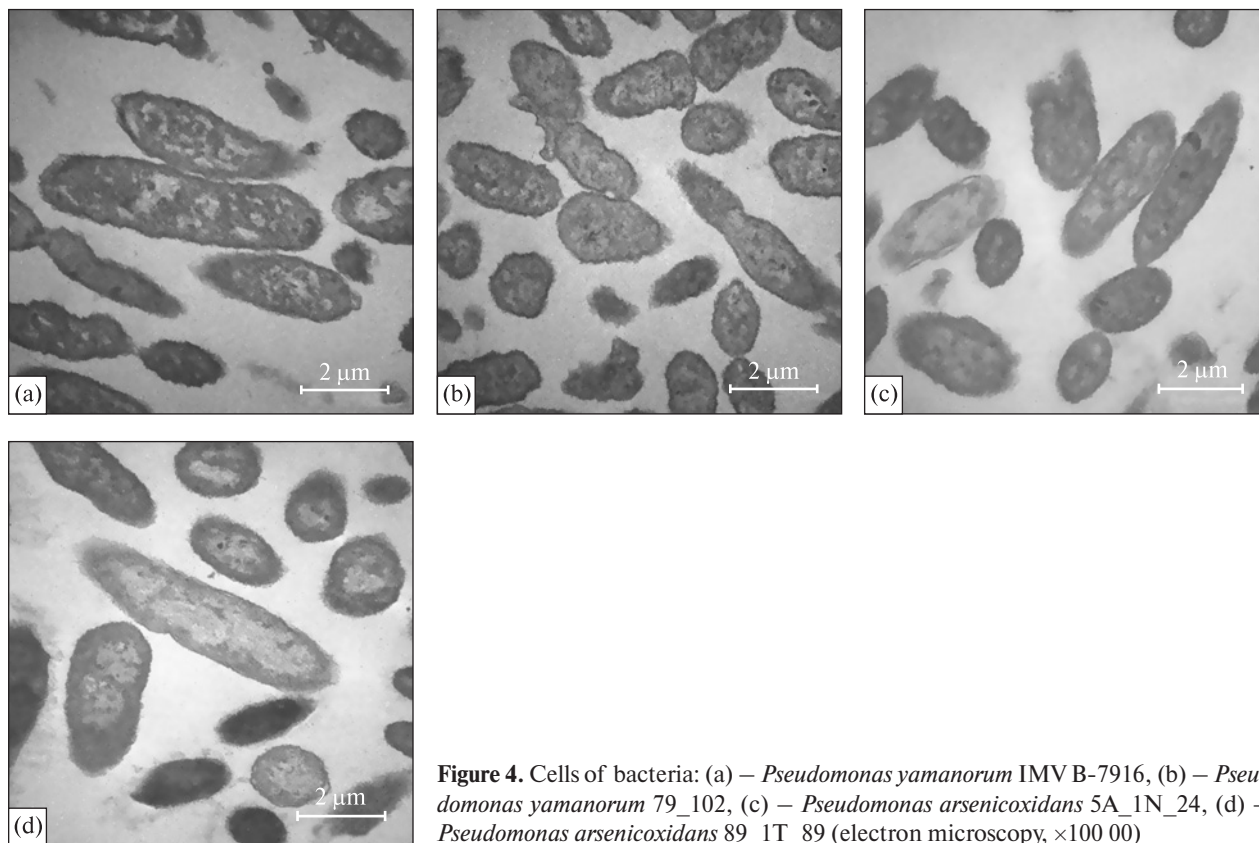 (a)
2 μm
(b)
2 μm
(c)
2 μm
(d)
2 μm
Figure 4. Cells of bacteria: (a) – Pseudomonas yamanorum IMV B-7916, (b) – Pseu-
domonas yamanorum 79_102, (c) – Pseudomonas arsenicoxidans 5A_1N_24, (d) –
Pseudomonas arsenicoxidans 89_1T_89 (electron microscopy, ×100 00)